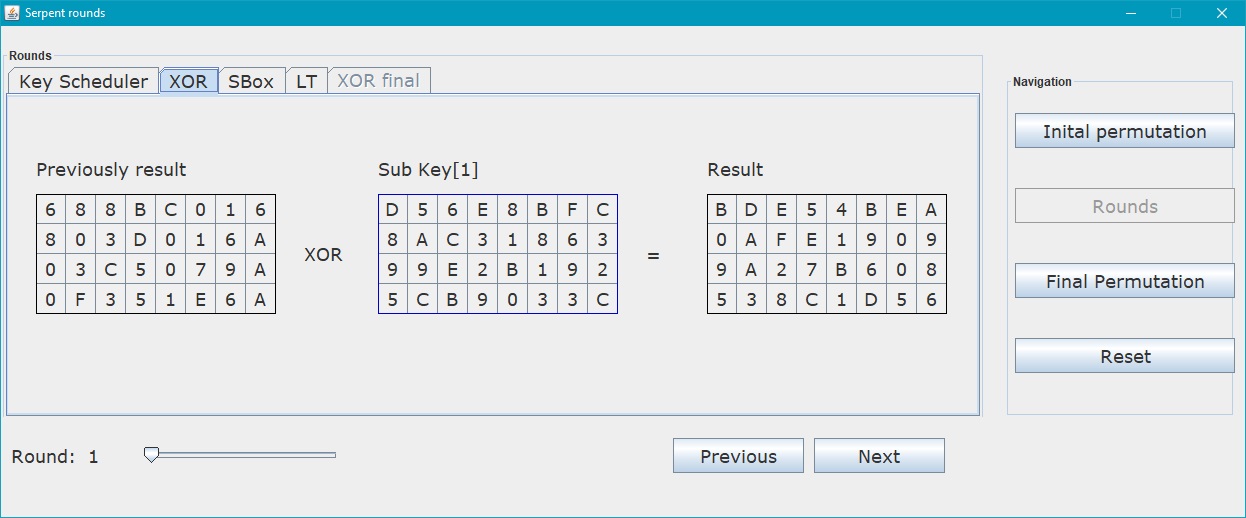 Serpent rounds
Rounds
Key Scheduler XOR SBox LT XOR final
Navigation
Inital permutation
Rounds
Final Permutation
Reset
Previously result Sub Key[1] Result
6 8 8 B C 0 1 6 D 5 6 E 8 B F C B D E 5 4 B E A
8 0 3 D 0 1 6 A 8 A C 3 1 8 6 3 0 A F E 1 9 0 9
XOR =
0 3 C 5 0 7 9 A 9 9 E 2 B 1 9 2 9 A 2 7 B 6 0 8
0 F 3 5 1 E 6 A 5 C B 9 0 3 3 C 5 3 8 C 1 D 5 6
Round: 1
Previous Next